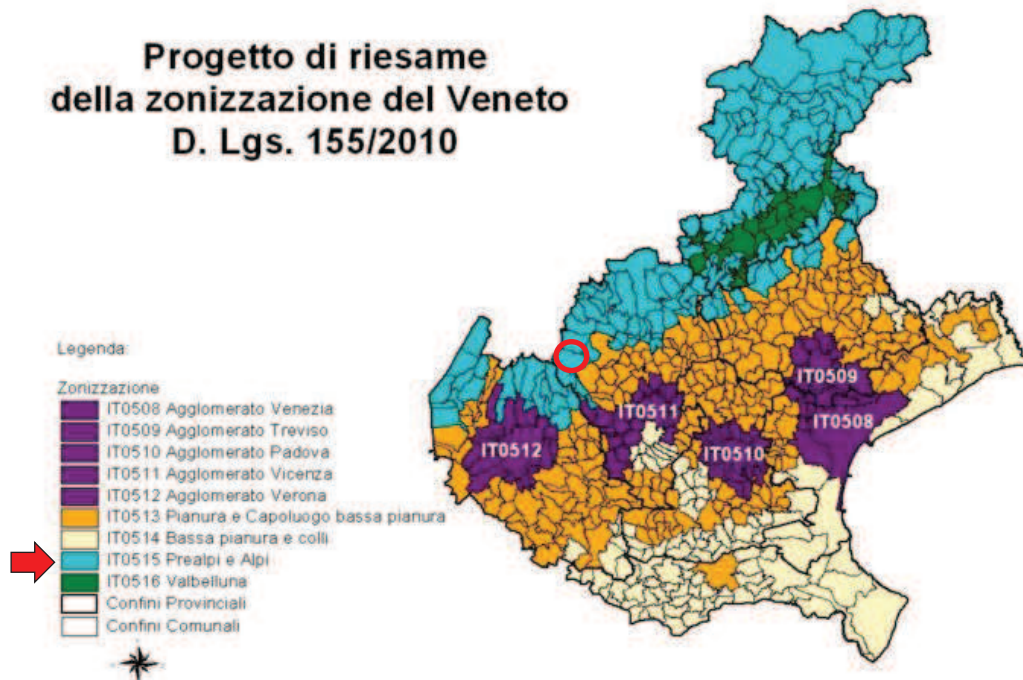 Progetto di riesame
della zonizzazione del Veneto
D. Lgs. 155/2010
Legenda:
Zonizzazione
IT0508 Agglomerato Venezia
IT0509 Agglomerato Treviso
IT0510 Agglomerato Padova
IT0511 Agglomerato Vicenza
IT0512 Agglomerato Verona
IT0513 Pianura e Capoluogo bassa pianura
IT0514 Bassa pianura e colli
IT0515 Prealpi e Alpi
IT0516 Valbelluna
Confini Provinciali
Confini Comunali
IT0509
IT0511
IT0508
IT0512
IT0510